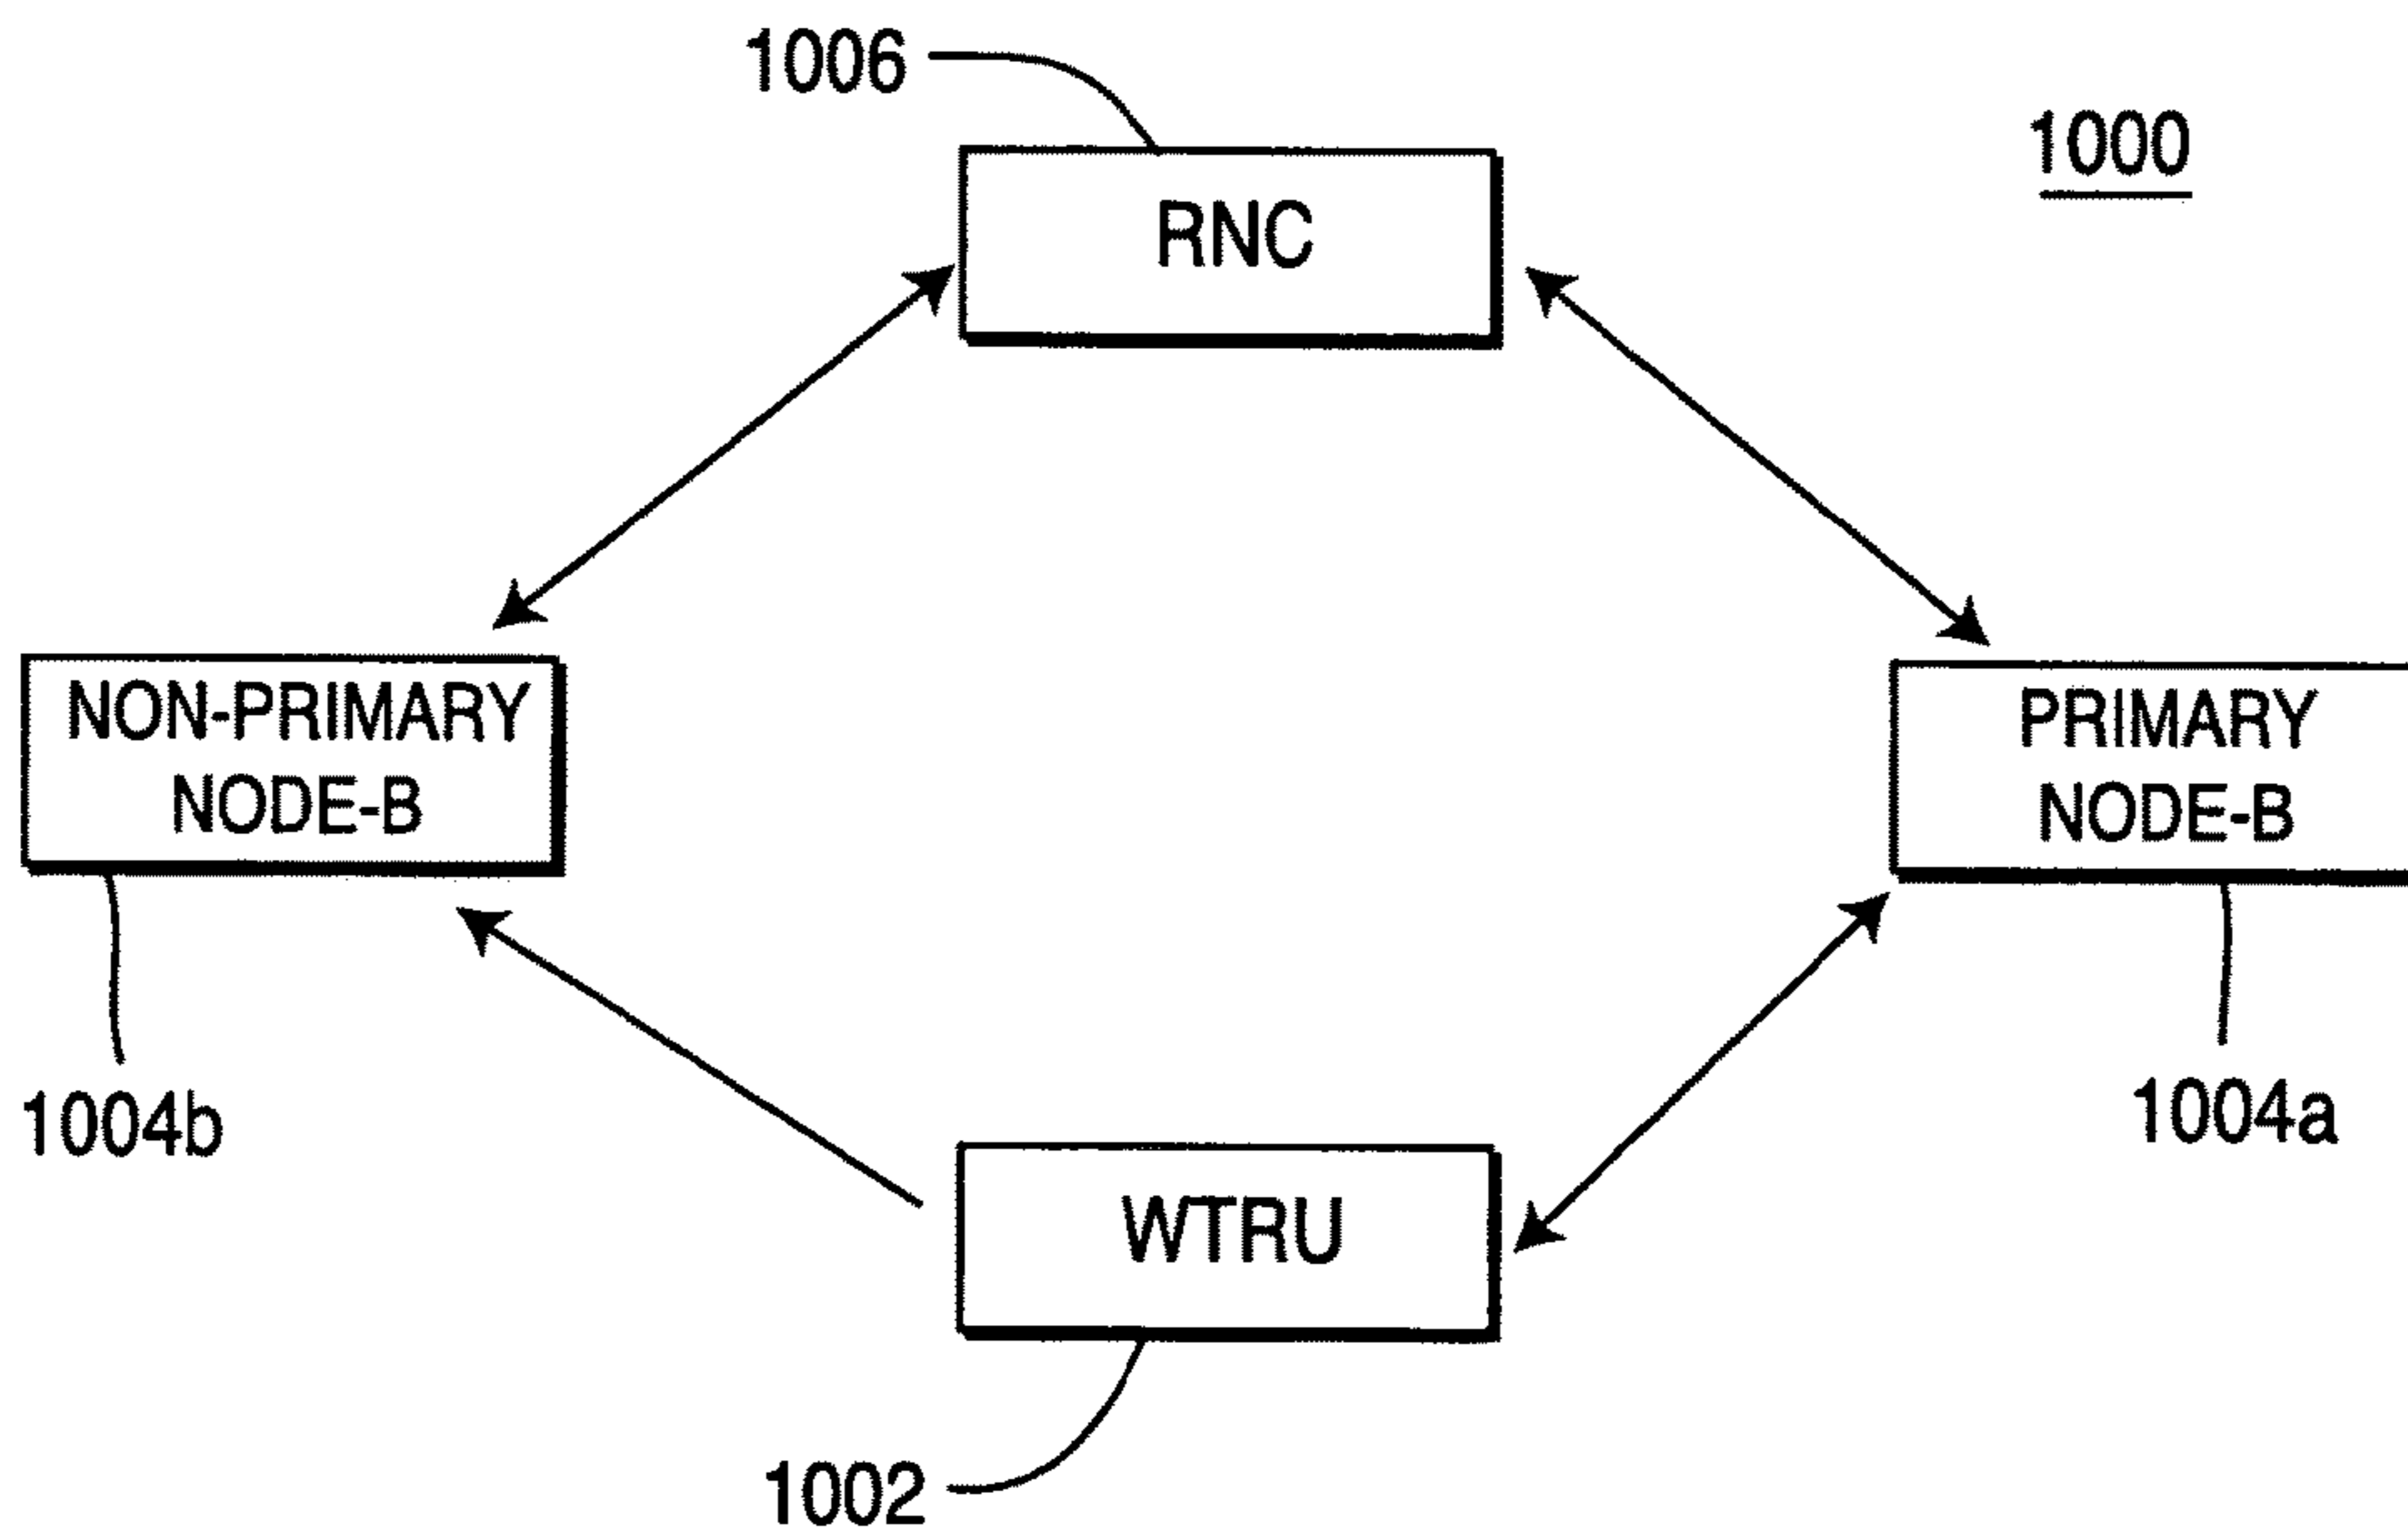 1006
1000
RNC
NON-PRIMARY
NODE-B
PRIMARY
NODE-B
1004b
1004a
WTRU
1002